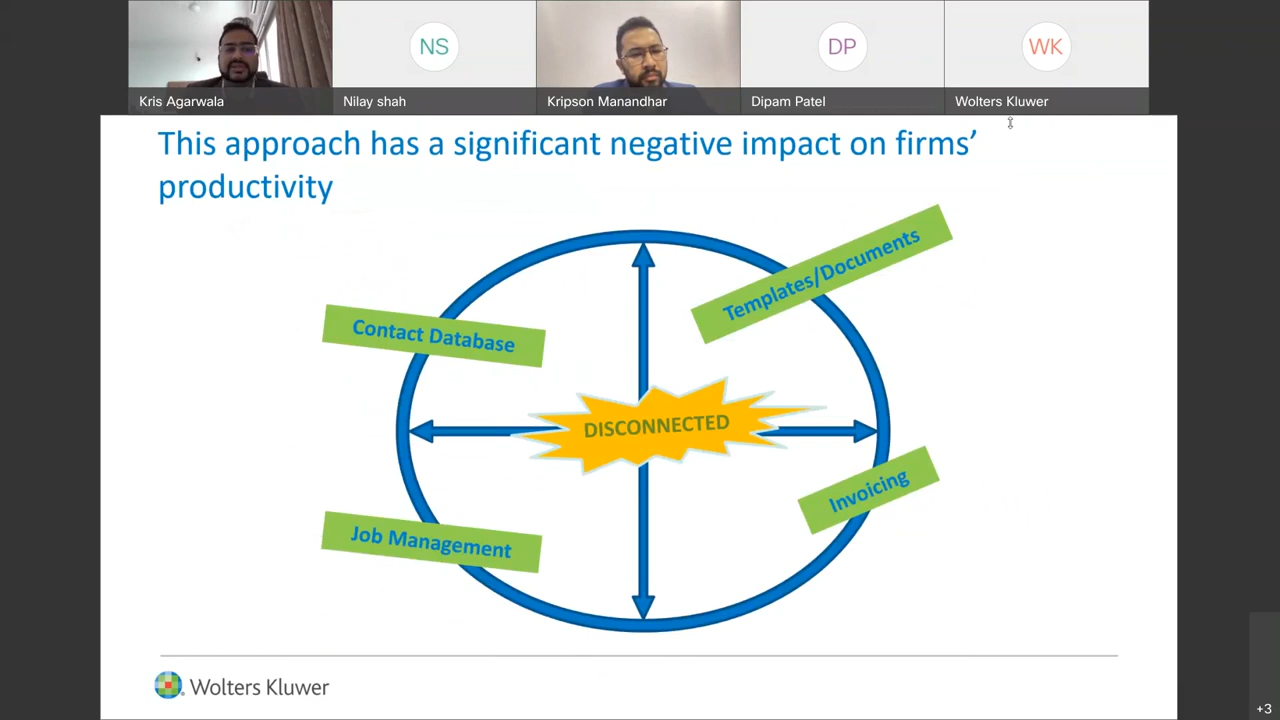 NS
DP
WK
Kris Agarwala
Nilay shah
Kripson Manandhar
Dipam Patel
Wolters Kluwer
This approach has a significant negative impact on firms’
productivity
Templates/Documents
Contact Database
DISCONNECTED
Invoicing
Job Management
Wolters Kluwer
+3